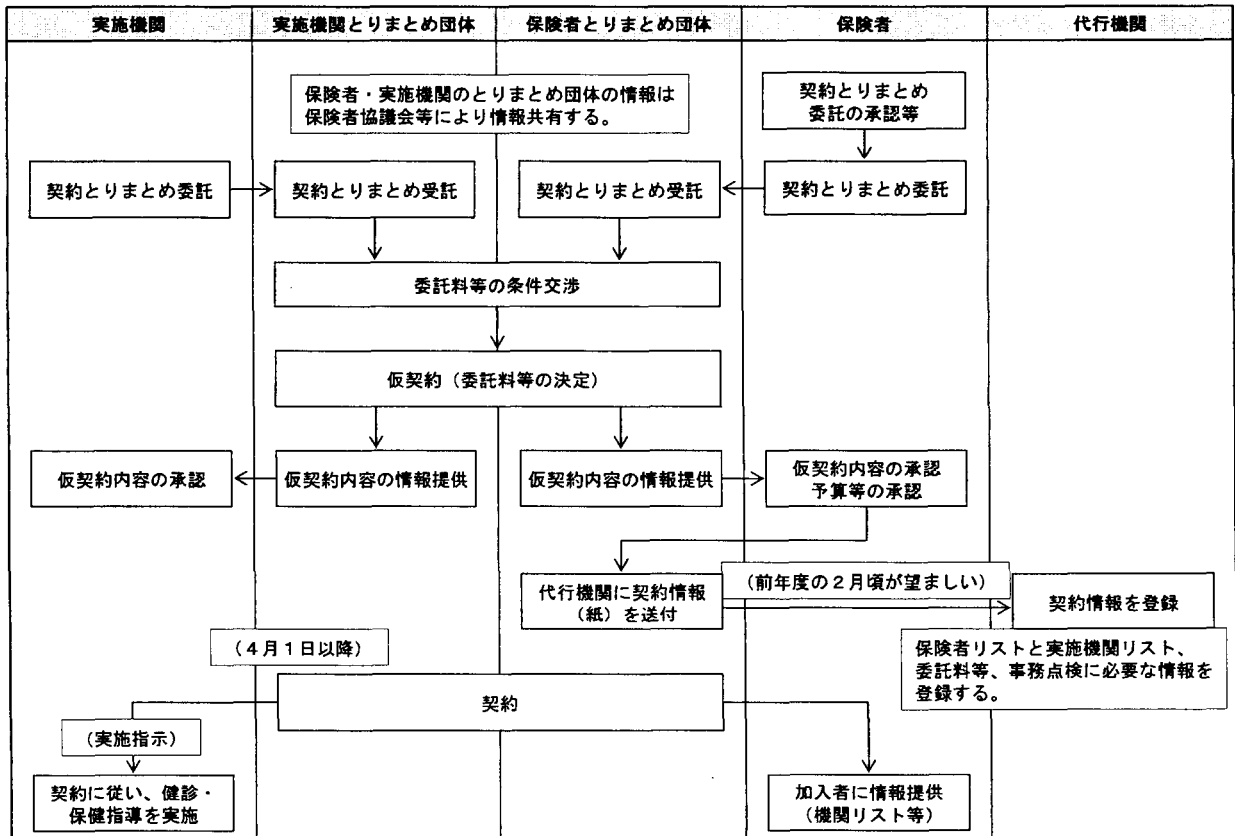 実施機関
実施機関とりまとめ団体
保険者とりまとめ団体
保険者
代行機関
保険者・実施機関のとりまとめ団体の情報は
保険者協議会等により情報共有する。
契約とりまとめ
委託の承認等
契約とりまとめ委託
契約とりまとめ受託
契約とりまとめ受託
契約とりまとめ委託
委託料等の条件交渉
仮契約（委託料等の決定）
仮契約内容の承認
仮契約内容の情報提供
仮契約内容の情報提供
仮契約内容の承認
予算等の承認
代行機関に契約情報
（紙）を送付
（前年度の２月頃が望ましい）
契約情報を登録
保険者リストと実施機関リスト、
委託料等、事務点検に必要な情報を
登録する。
（４月１日以降）
契約
（実施指示）
契約に従い、健診・
保健指導を実施
加入者に情報提供
（機関リスト等）